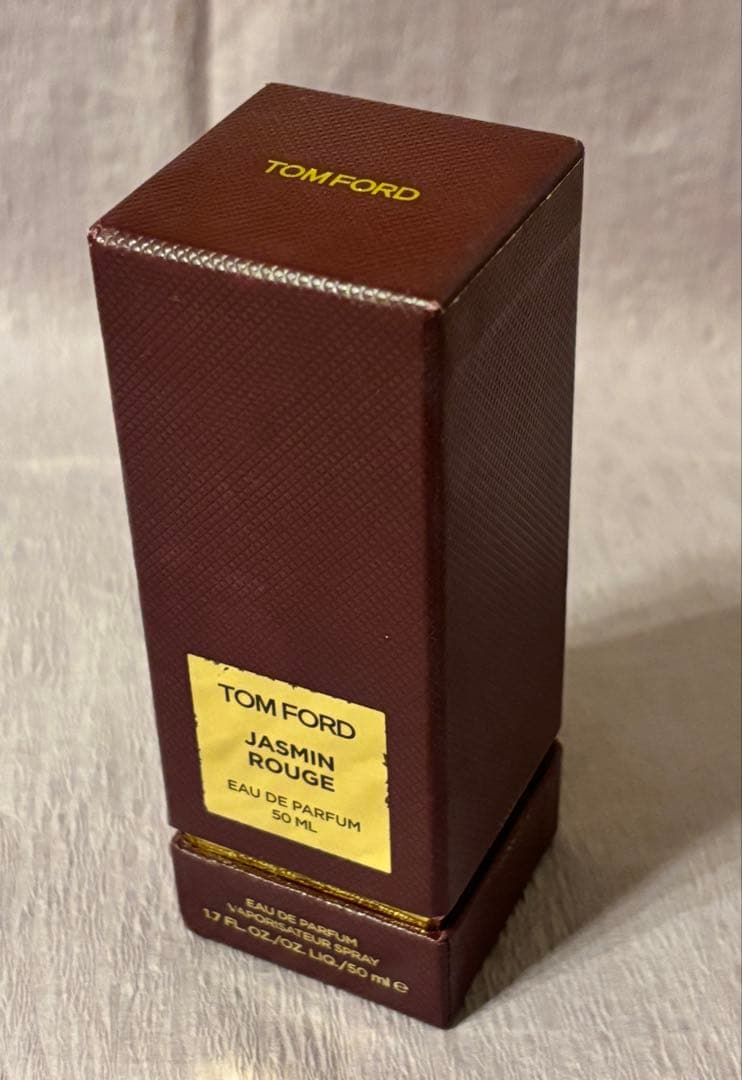 TOM FORD
TOM FORD
JASMIN
ROUGE
EAU DE PARFUM
50 ML
EAU DE PARFUM
VAPORISATEUR SPRAY
1.7 FL. OZ./OZ. LIQ./50 ml ℮